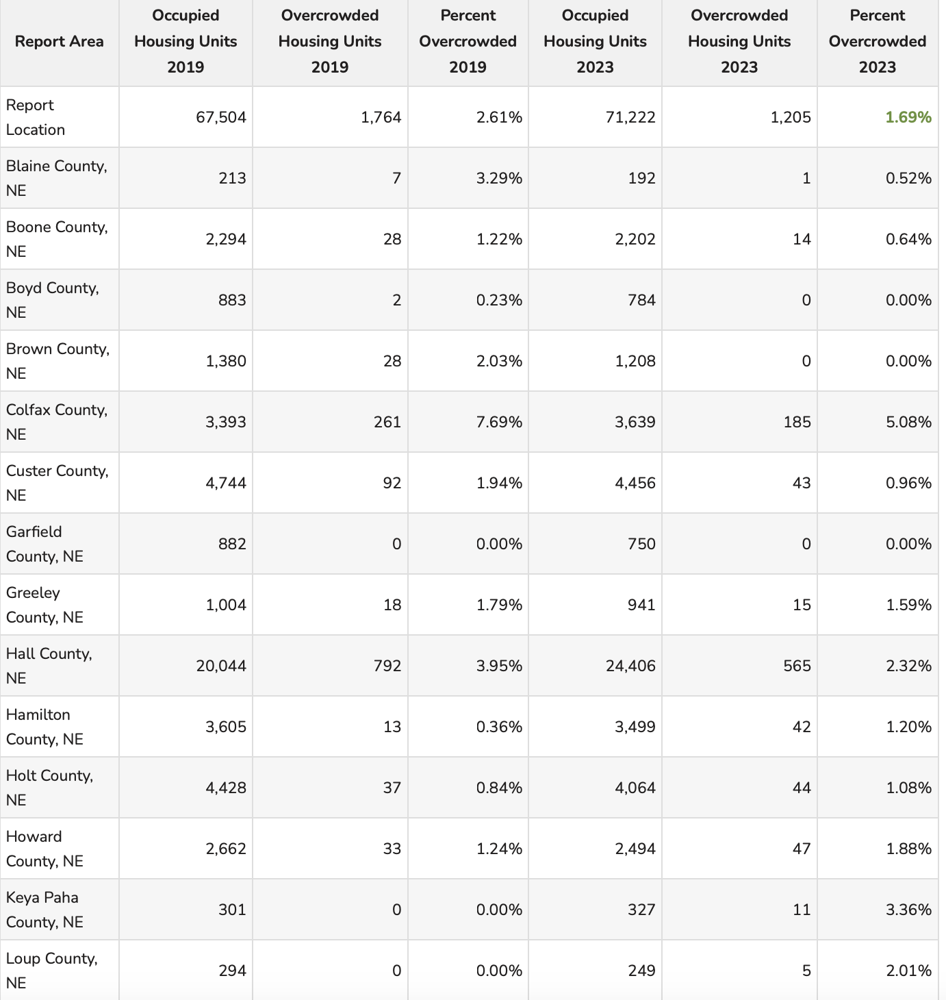 Report Area | Occupied Housing Units 2019 | Overcrowded Housing Units 2019 | Percent Overcrowded 2019 | Occupied Housing Units 2023 | Overcrowded Housing Units 2023 | Percent Overcrowded 2023
Report Location | 67,504 | 1,764 | 2.61% | 71,222 | 1,205 | 1.69%
Blaine County, NE | 213 | 7 | 3.29% | 192 | 1 | 0.52%
Boone County, NE | 2,294 | 28 | 1.22% | 2,202 | 14 | 0.64%
Boyd County, NE | 883 | 2 | 0.23% | 784 | 0 | 0.00%
Brown County, NE | 1,380 | 28 | 2.03% | 1,208 | 0 | 0.00%
Colfax County, NE | 3,393 | 261 | 7.69% | 3,639 | 185 | 5.08%
Custer County, NE | 4,744 | 92 | 1.94% | 4,456 | 43 | 0.96%
Garfield County, NE | 882 | 0 | 0.00% | 750 | 0 | 0.00%
Greeley County, NE | 1,004 | 18 | 1.79% | 941 | 15 | 1.59%
Hall County, NE | 20,044 | 792 | 3.95% | 24,406 | 565 | 2.32%
Hamilton County, NE | 3,605 | 13 | 0.36% | 3,499 | 42 | 1.20%
Holt County, NE | 4,428 | 37 | 0.84% | 4,064 | 44 | 1.08%
Howard County, NE | 2,662 | 33 | 1.24% | 2,494 | 47 | 1.88%
Keya Paha County, NE | 301 | 0 | 0.00% | 327 | 11 | 3.36%
Loup County, NE | 294 | 0 | 0.00% | 249 | 5 | 2.01%